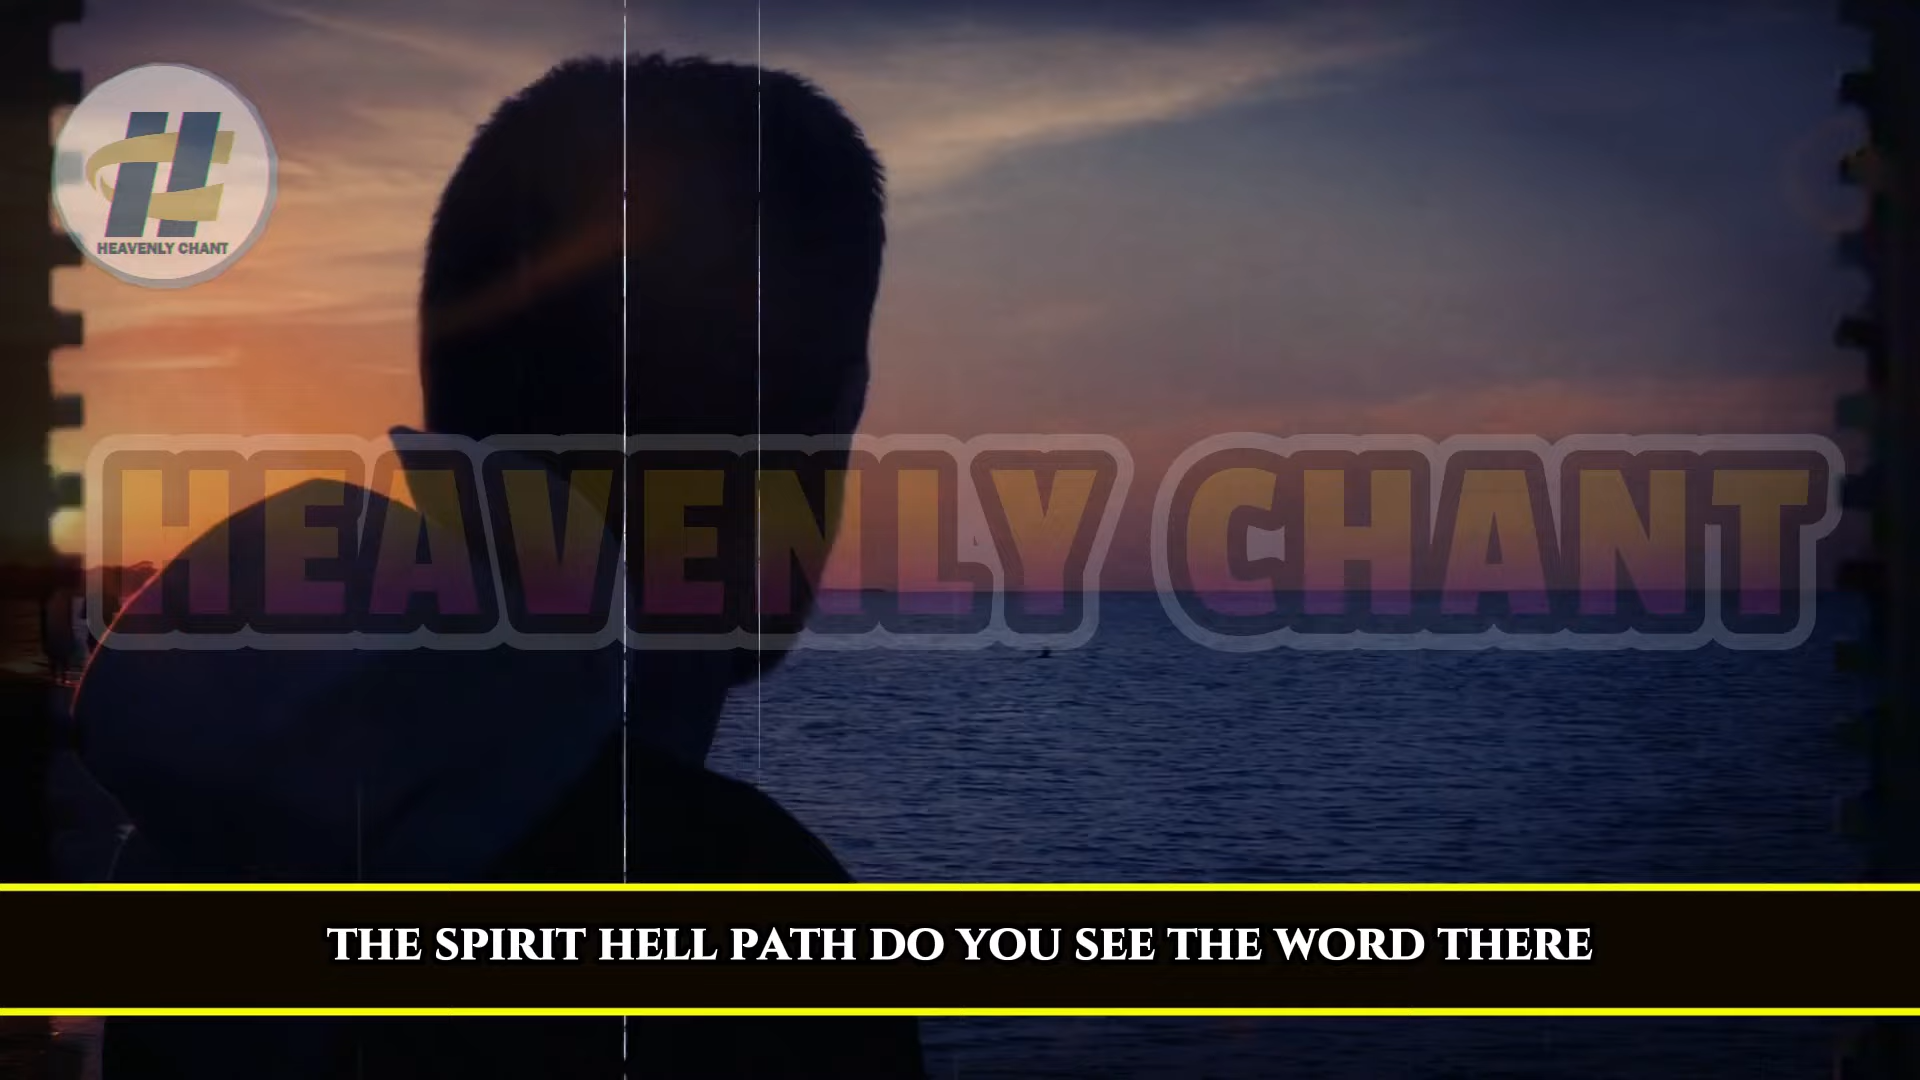 HEAVENLY CHANT
HEAVENLY CHANT
THE SPIRIT HELL PATH DO YOU SEE THE WORD THERE